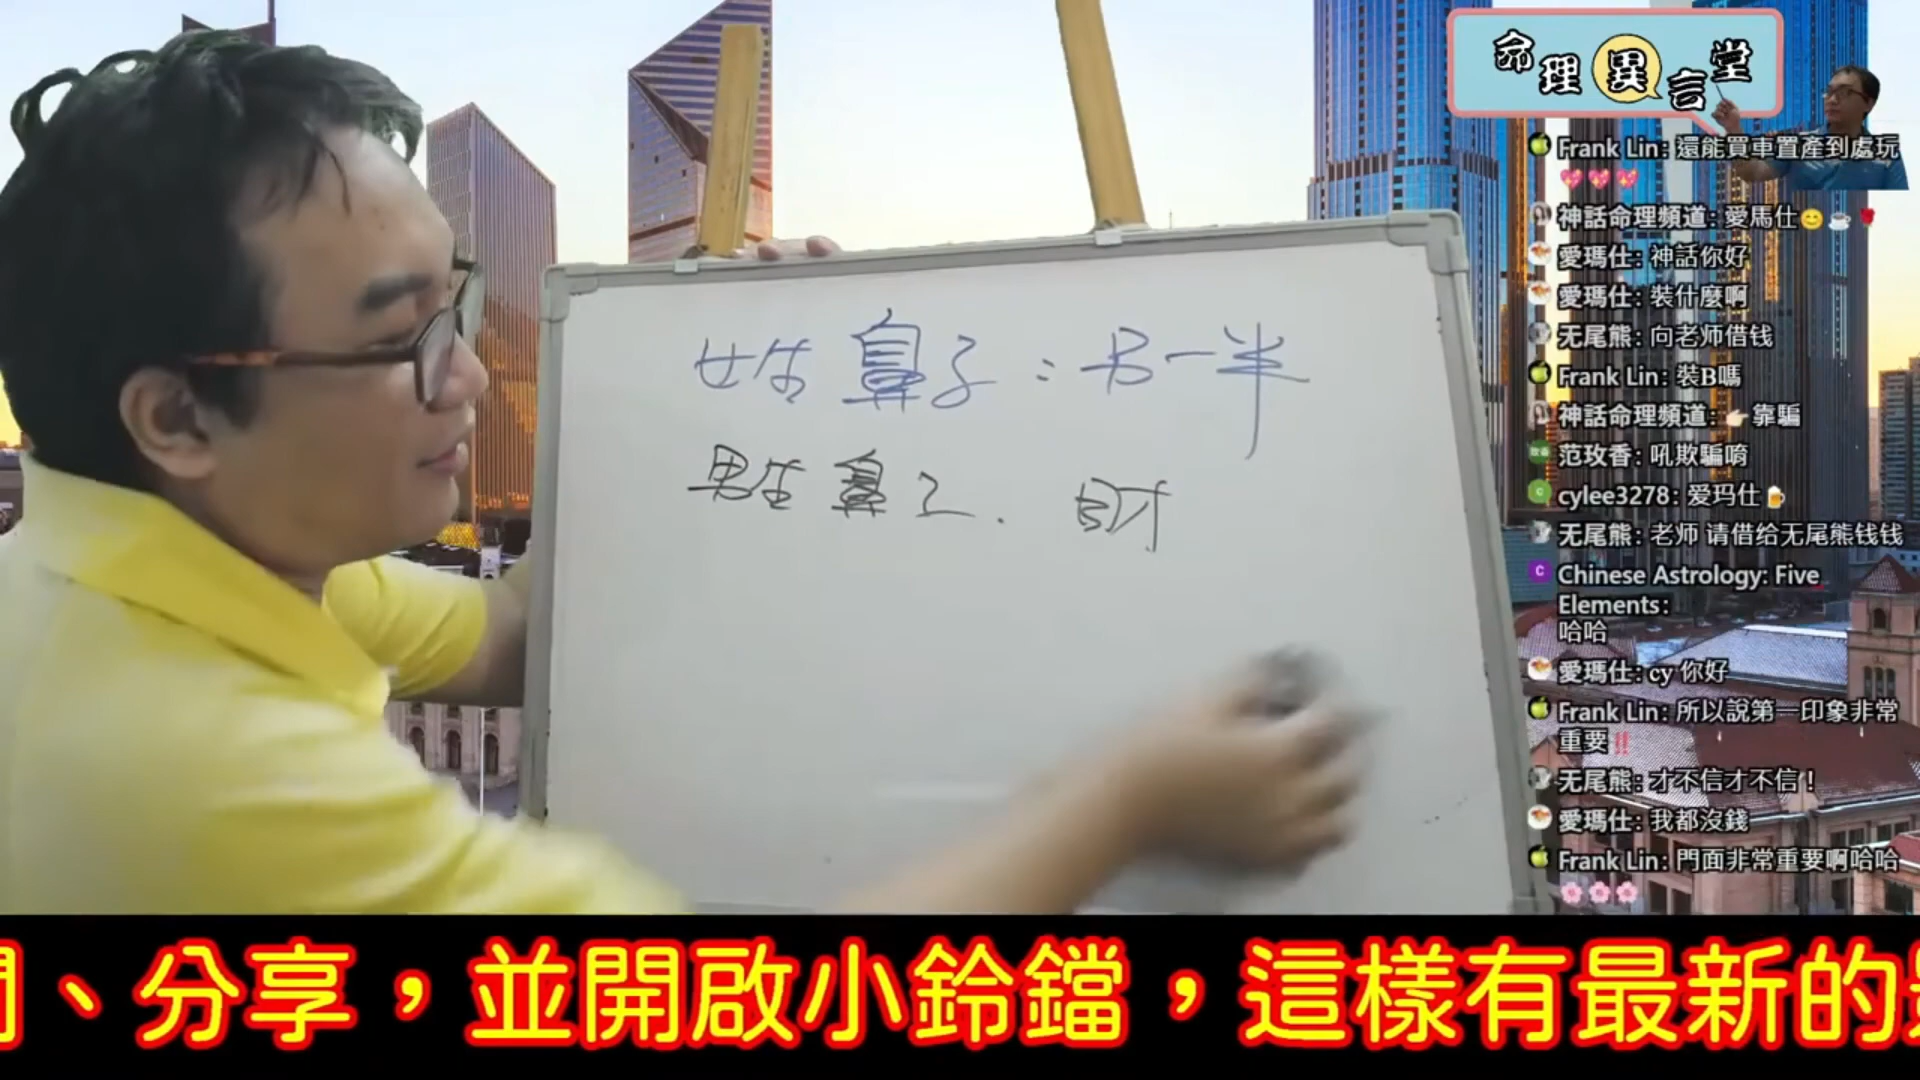 命理異言堂
女生鼻子：另一半
男生鼻子． 財
Frank Lin: 還能買車置產到處玩
💖💖💖
神話命理頻道: 愛馬仕😊☕🌹
愛瑪仕: 神話你好
愛瑪仕: 裝什麼啊
无尾熊: 向老师借钱
Frank Lin: 裝B嗎
神話命理頻道: 👉🏻靠騙
范玫香: 吼欺騙唷
cylee3278: 爱玛仕🍺
无尾熊: 老师 请借给无尾熊钱钱
Chinese Astrology: Five
Elements:
哈哈
愛瑪仕: cy 你好
Frank Lin: 所以說第一印象非常
重要‼️
无尾熊: 才不信才不信！
愛瑪仕: 我都沒錢
Frank Lin: 門面非常重要啊哈哈
🌸🌸🌸
、分享，並開啟小鈴鐺，這樣有最新的